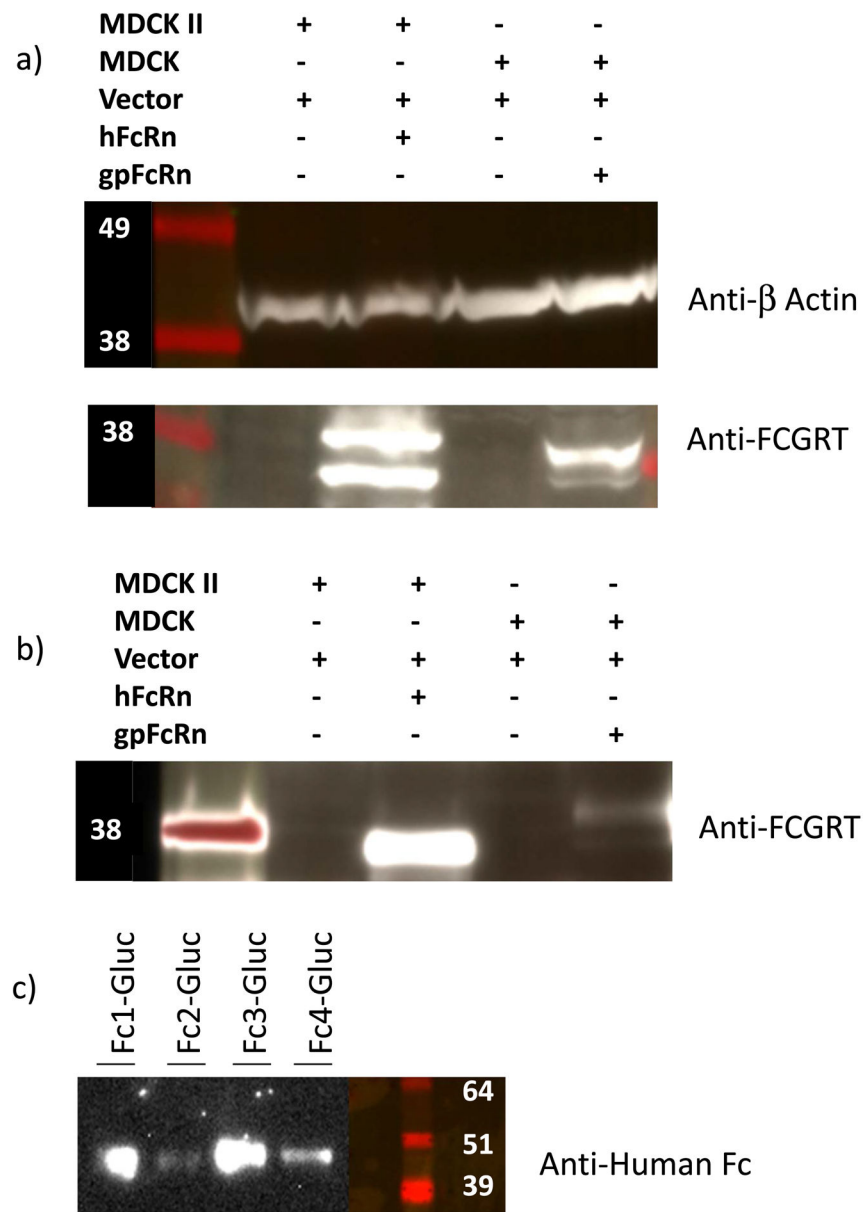 a)
MDCK II + + - -
MDCK - - + +
Vector + + + +
hFcRn - + - -
gpFcRn - - - +
49
38
Anti-β Actin
38
Anti-FCGRT
b)
MDCK II + + - -
MDCK - - + +
Vector + + + +
hFcRn - + - -
gpFcRn - - - +
38
Anti-FCGRT
c)
Fc1-Gluc
Fc2-Gluc
Fc3-Gluc
Fc4-Gluc
64
51
39
Anti-Human Fc